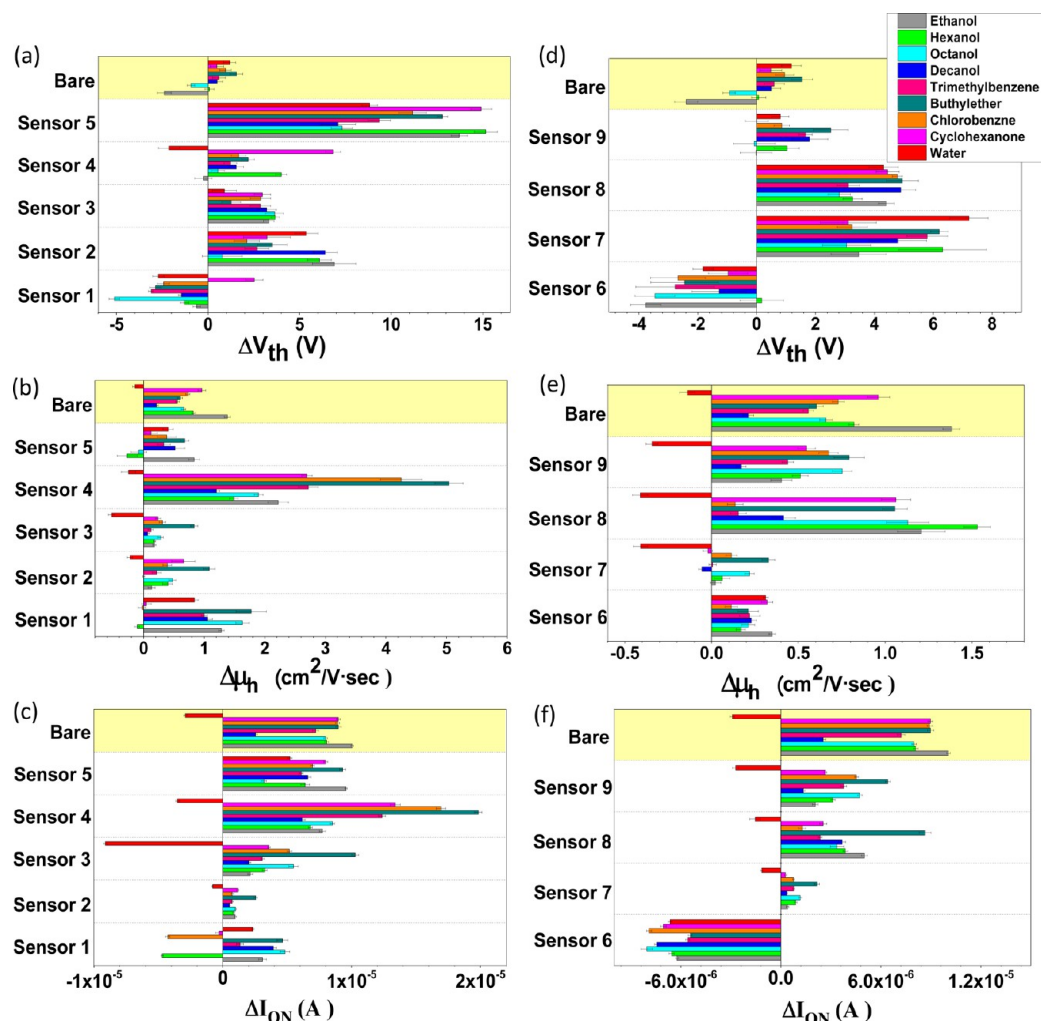 (a)
Bare
Sensor 5
Sensor 4
Sensor 3
Sensor 2
Sensor 1
-5 0 5 10 15
ΔVth (V)
(d)
Bare
Sensor 9
Sensor 8
Sensor 7
Sensor 6
-4 -2 0 2 4 6 8
ΔVth (V)
Ethanol
Hexanol
Octanol
Decanol
Trimethylbenzene
Buthylether
Chlorobenzne
Cyclohexanone
Water
(b)
Bare
Sensor 5
Sensor 4
Sensor 3
Sensor 2
Sensor 1
0 1 2 3 4 5 6
Δμh (cm²/V·sec)
(e)
Bare
Sensor 9
Sensor 8
Sensor 7
Sensor 6
-0.5 0.0 0.5 1.0 1.5
Δμh (cm²/V·sec)
(c)
Bare
Sensor 5
Sensor 4
Sensor 3
Sensor 2
Sensor 1
-1x10⁻⁵ 0 1x10⁻⁵ 2x10⁻⁵
ΔION (A )
(f)
Bare
Sensor 9
Sensor 8
Sensor 7
Sensor 6
-6.0x10⁻⁶ 0.0 6.0x10⁻⁶ 1.2x10⁻⁵
ΔION (A )